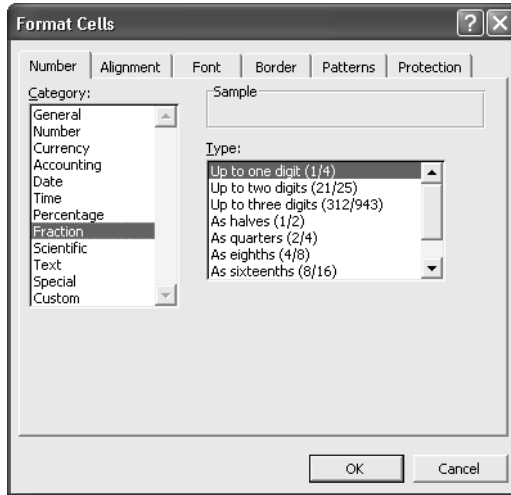 Format Cells
Number Alignment Font Border Patterns Protection
Category:
General
Number
Currency
Accounting
Date
Time
Percentage
Fraction
Scientific
Text
Special
Custom
Sample
Type:
Up to one digit (1/4)
Up to two digits (21/25)
Up to three digits (312/943)
As halves (1/2)
As quarters (2/4)
As eighths (4/8)
As sixteenths (8/16)
OK Cancel